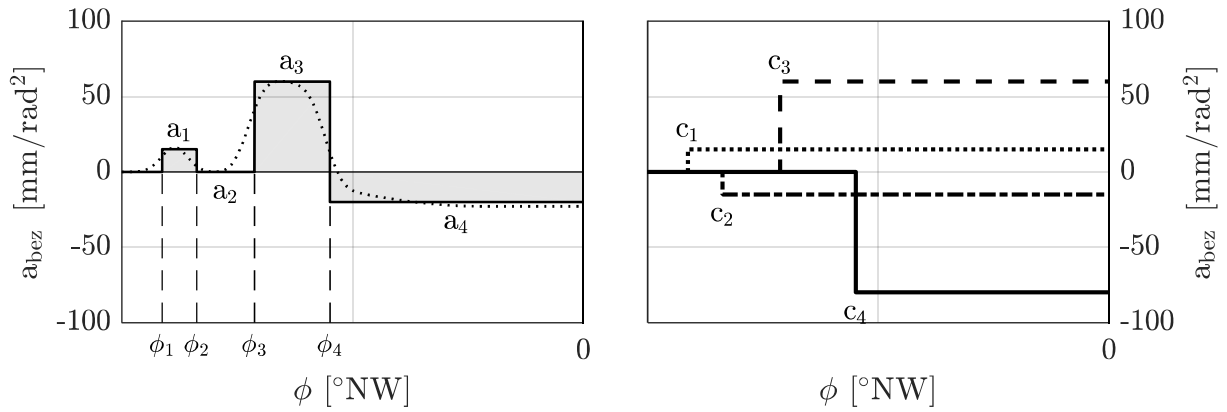 100
50
0
-50
-100
a_bez [mm/rad²]
a₁
a₂
a₃
a₄
ϕ₁ ϕ₂ ϕ₃ ϕ₄ 0
ϕ [°NW]
c₃
c₁
c₂
c₄
100
50
0
-50
-100
a_bez [mm/rad²]
0
ϕ [°NW]